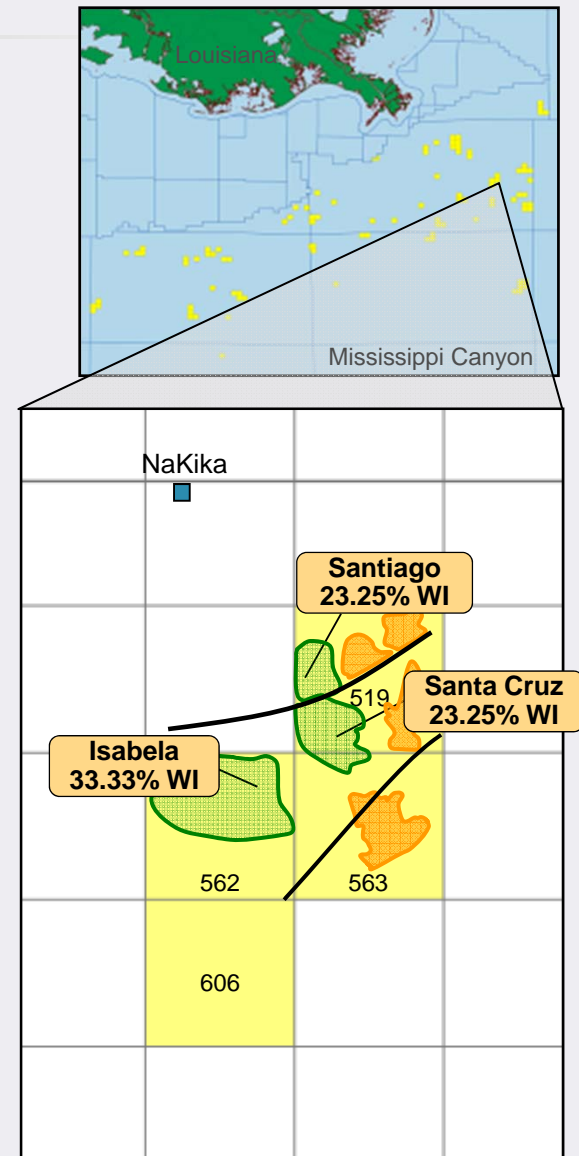 Louisiana
Mississippi Canyon
NaKika
Santiago
23.25% WI
519
Santa Cruz
23.25% WI
Isabela
33.33% WI
562
563
606